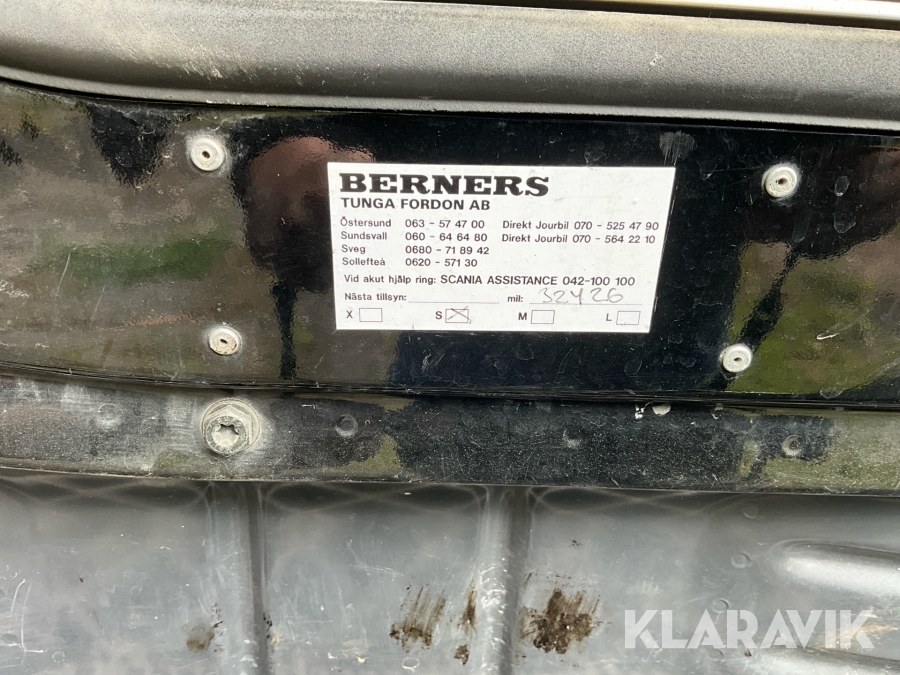 BERNERS
TUNGA FORDON AB
Östersund 063 - 57 47 00 Direkt Jourbil 070 - 525 47 90
Sundsvall 060 - 64 64 80 Direkt Jourbil 070 - 564 22 10
Sveg 0680 - 71 89 42
Sollefteå 0620 - 571 30
Vid akut hjälp ring: SCANIA ASSISTANCE 042-100 100
Nästa tillsyn: mil: 32426
X S M L
KLARAVIK